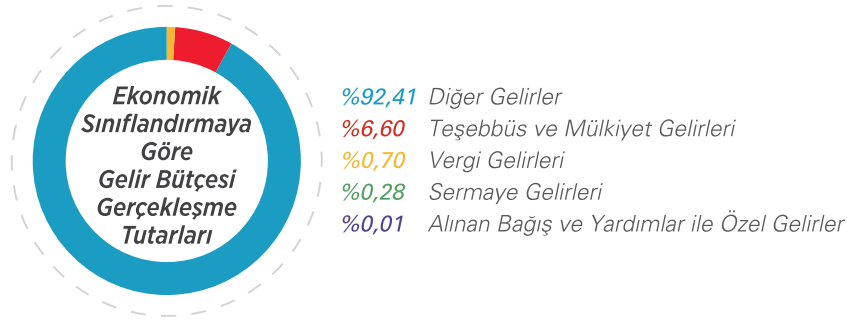 Ekonomik
Sınıflandırmaya
Göre
Gelir Bütçesi
Gerçekleşme
Tutarları
%92,41 Diğer Gelirler
%6,60 Teşebbüs ve Mülkiyet Gelirleri
%0,70 Vergi Gelirleri
%0,28 Sermaye Gelirleri
%0,01 Alınan Bağış ve Yardımlar ile Özel Gelirler